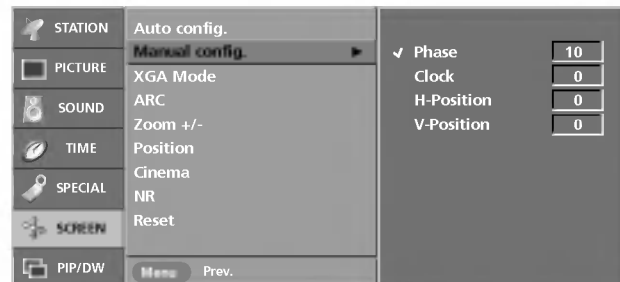 STATION
PICTURE
SOUND
TIME
SPECIAL
SCREEN
PIP/DW
Auto config.
Manual config.
XGA Mode
ARC
Zoom +/-
Position
Cinema
NR
Reset
Menu Prev.
✓ Phase 10
Clock 0
H-Position 0
V-Position 0